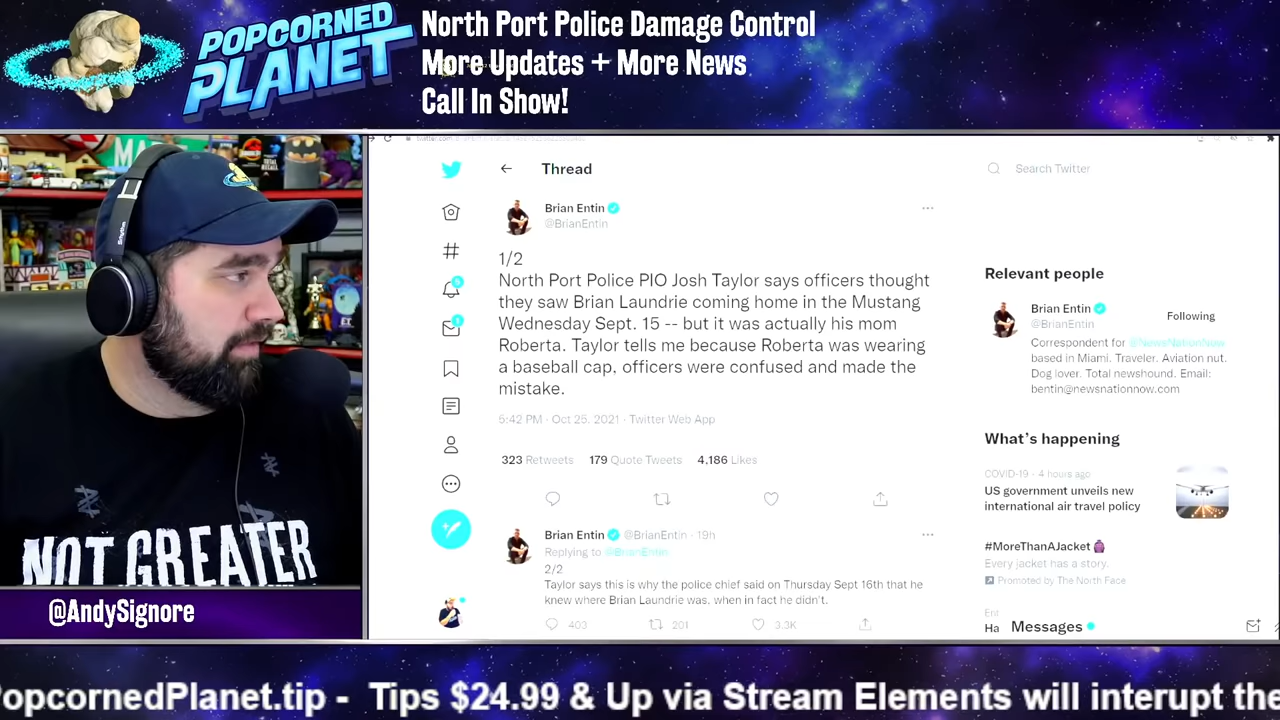 POPCORNED
PLANET
North Port Police Damage Control
More Updates + More News
Call In Show!
Thread
Search Twitter
Brian Entin
@BrianEntin
1/2
North Port Police PIO Josh Taylor says officers thought
they saw Brian Laundrie coming home in the Mustang
Wednesday Sept. 15 -- but it was actually his mom
Roberta. Taylor tells me because Roberta was wearing
a baseball cap, officers were confused and made the
mistake.
5:42 PM · Oct 25, 2021 · Twitter Web App
323 Retweets 179 Quote Tweets 4,186 Likes
Brian Entin @BrianEntin · 19h
Replying to @BrianEntin
2/2
Taylor says this is why the police chief said on Thursday Sept 16th that he
knew where Brian Laundrie was, when in fact he didn't.
403 201 3.3K
Relevant people
Brian Entin
@BrianEntin
Following
Correspondent for @NewsNationNow
based in Miami. Traveler. Aviation nut.
Dog lover. Total newshound. Email:
bentin@newsnationnow.com
What's happening
COVID-19 · 4 hours ago
US government unveils new
international air travel policy
#MoreThanAJacket
Every jacket has a story.
Promoted by The North Face
Ent
Ha
Messages
NOT GREATER
@AndySignore
opcornedPlanet.tip - Tips $24.99 & Up via Stream Elements will interupt the